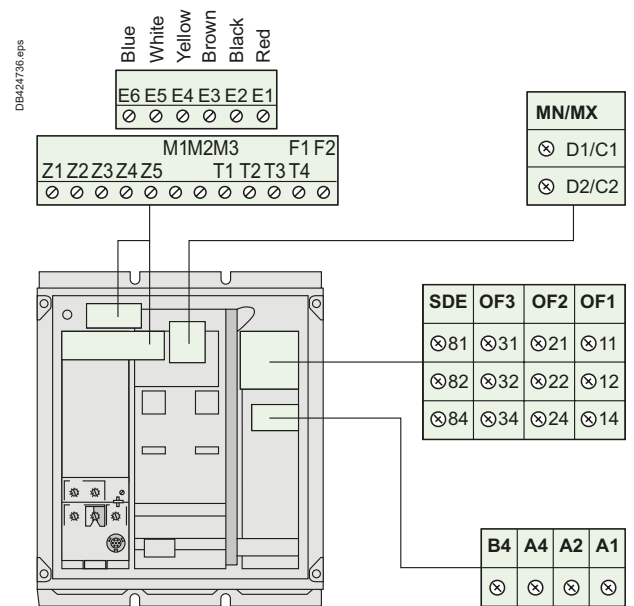 DB424736.eps
Blue
White
Yellow
Brown
Black
Red
E6 E5 E4 E3 E2 E1
M1M2M3 F1 F2
Z1 Z2 Z3 Z4 Z5 T1 T2 T3 T4
MN/MX
D1/C1
D2/C2
SDE OF3 OF2 OF1
81 31 21 11
82 32 22 12
84 34 24 14
B4 A4 A2 A1